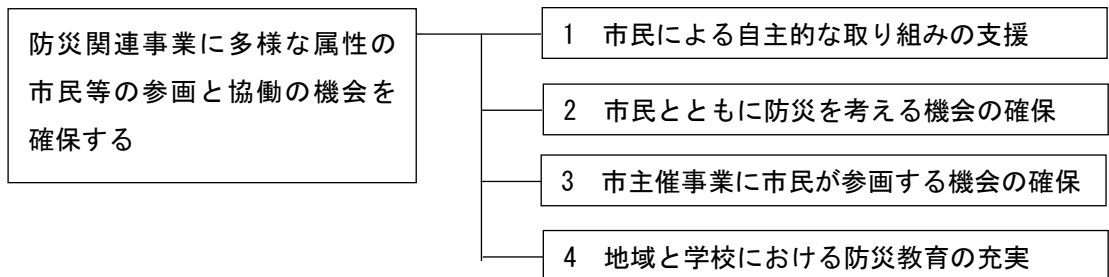 防災関連事業に多様な属性の
市民等の参画と協働の機会を
確保する
1 市民による自主的な取り組みの支援
2 市民とともに防災を考える機会の確保
3 市主催事業に市民が参画する機会の確保
4 地域と学校における防災教育の充実